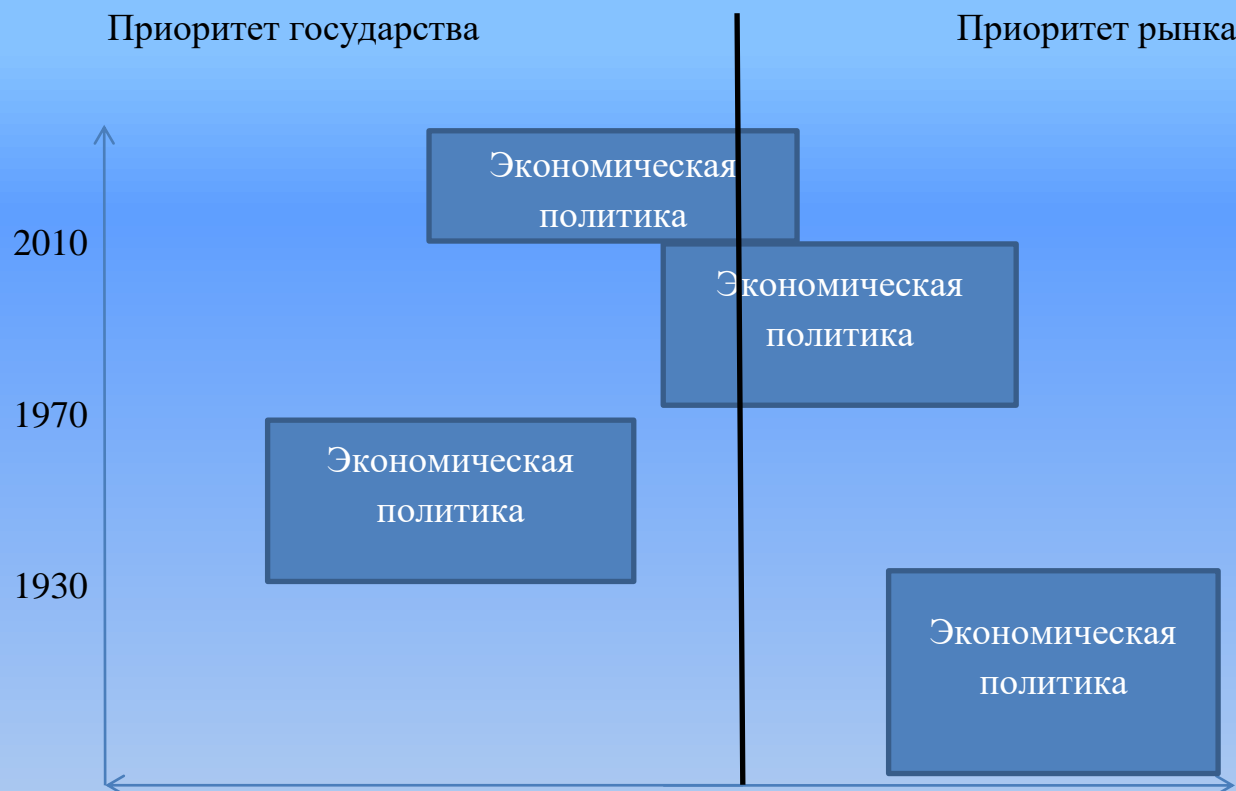 Приоритет государства
Приоритет рынка
Экономическая
политика
2010
Экономическая
политика
1970
Экономическая
политика
1930
Экономическая
политика